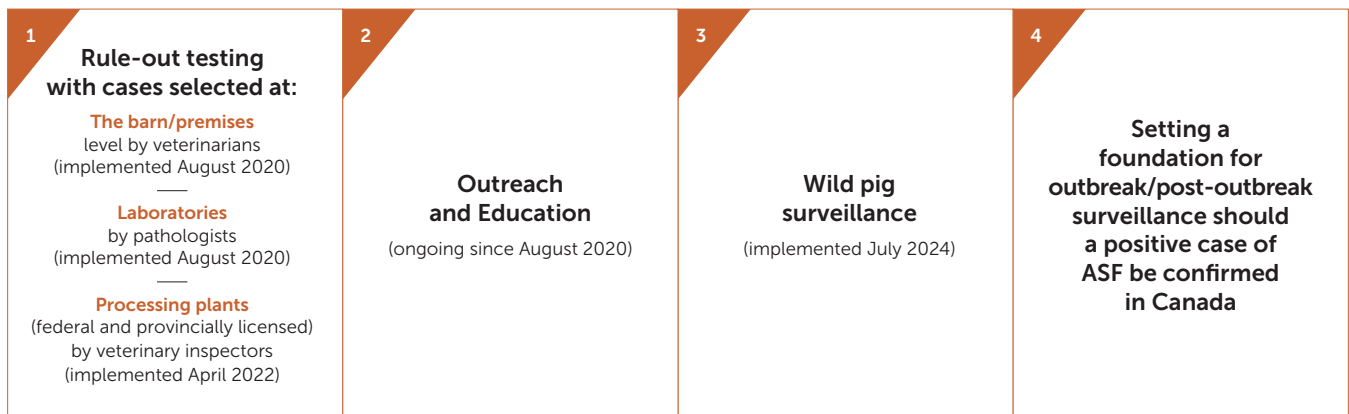 1
Rule-out testing
with cases selected at:
The barn/premises
level by veterinarians
(implemented August 2020)
Laboratories
by pathologists
(implemented August 2020)
Processing plants
(federal and provincially licensed)
by veterinary inspectors
(implemented April 2022)
2
Outreach
and Education
(ongoing since August 2020)
3
Wild pig
surveillance
(implemented July 2024)
4
Setting a
foundation for
outbreak/post-outbreak
surveillance should
a positive case of
ASF be confirmed
in Canada